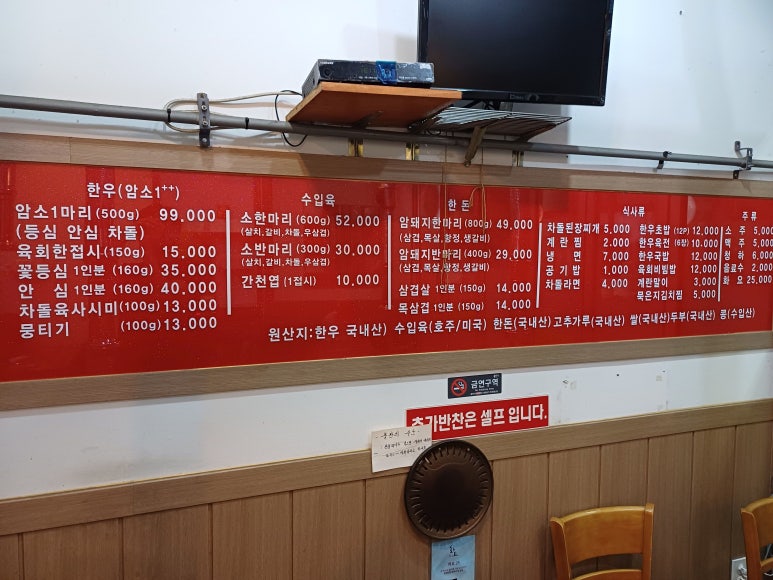 한우(암소1++)
암소1마리(500g) 99.000
(등심 안심 차돌)
육회한접시(150g) 15.000
꽃등심 1인분 (160g) 35.000
안 심 1인분 (160g) 40.000
차돌육사시미(100g) 13.000
뭉티기 (100g) 13.000
수입육
소한마리 (600g) 52,000
(살치,갈비,차돌,우삼겹)
소반마리 (300g) 30.000
(살치,갈비,차돌,우삼겹)
간천엽 (1접시) 10.000
한 돈
암돼지한마리 (800g) 49,000
(삼겹,목살,항정,생갈비)
암돼지반마리 (400g) 29,000
(삼겹,목살,항정,생갈비)
삼겹살 1인분 (150g) 14,000
목삼겹 1인분 (150g) 14,000
식사류
차돌된장찌개 5,000
계 란 찜 2,000
냉 면 7,000
공 기 밥 1,000
차돌라면 4,000
한우초밥 (12P) 12,000
한우육전 (6장) 10,000
한우국밥 12,000
육회비빔밥 12,000
계란말이 3,000
묵은지김치찜 5,000
주 류
소 주 5,000
맥 주 5,000
청 하 6,000
음료수 2,000
화 요 25,000
원산지:한우 국내산) 수입육(호주/미국) 한돈(국내산)고추가루(국내산) 쌀(국내산)두부(국내산) 콩(수입산)
금연구역
추가반찬은 셀프 입니다.